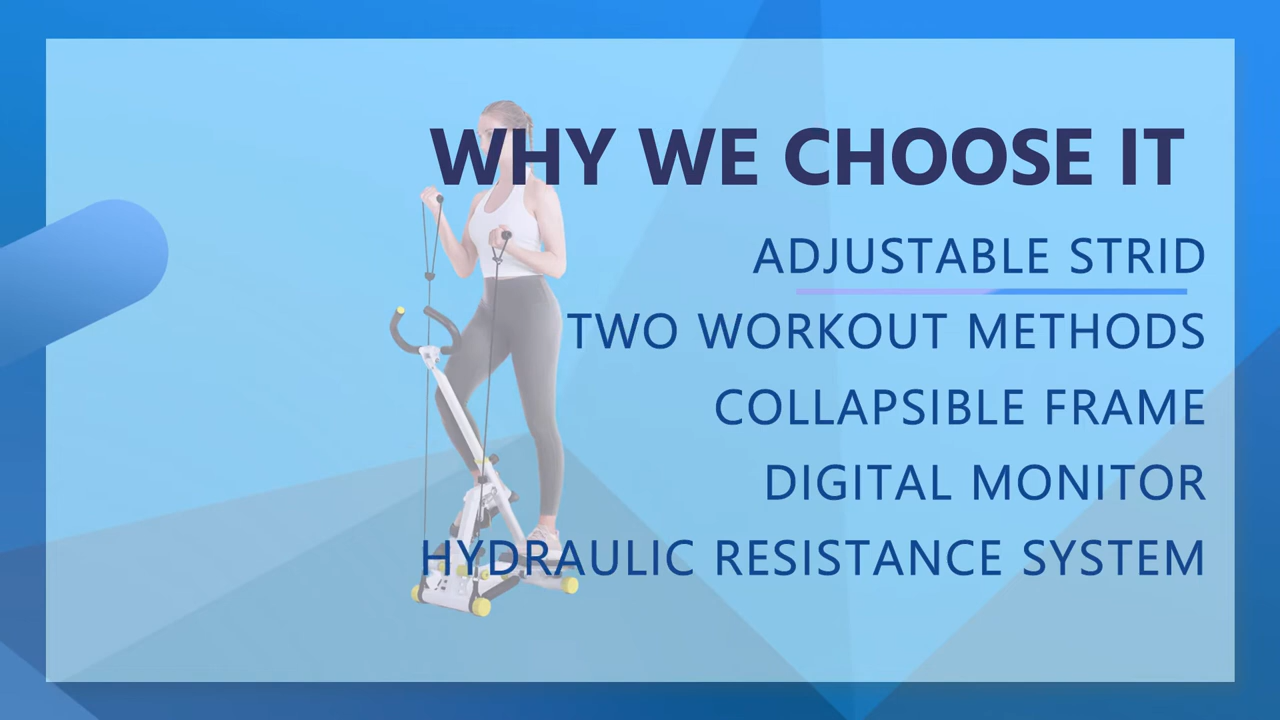 WHY WE CHOOSE IT
ADJUSTABLE STRID
TWO WORKOUT METHODS
COLLAPSIBLE FRAME
DIGITAL MONITOR
HYDRAULIC RESISTANCE SYSTEM